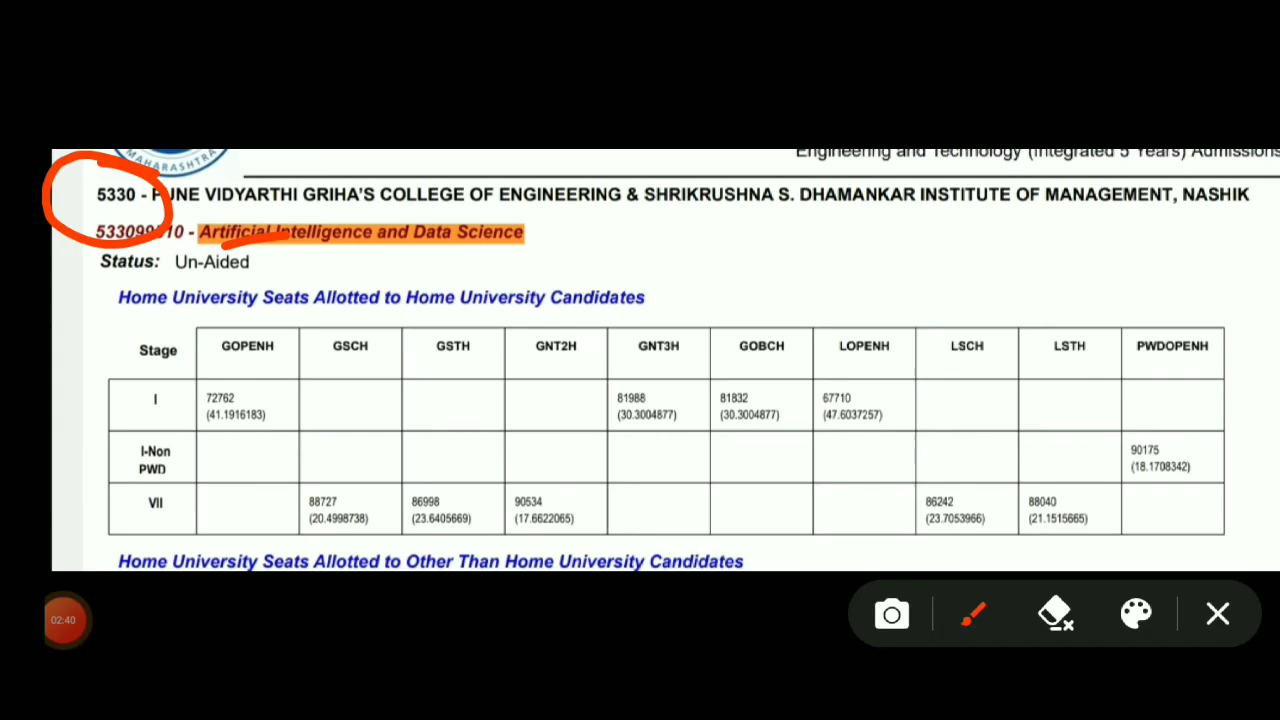 MAHARASHTRA
Engineering and Technology (Integrated 5 Years) Admissions
5330 - PUNE VIDYARTHI GRIHA'S COLLEGE OF ENGINEERING & SHRIKRUSHNA S. DHAMANKAR INSTITUTE OF MANAGEMENT, NASHIK
533099510 - Artificial Intelligence and Data Science
Status: Un-Aided
Home University Seats Allotted to Home University Candidates
Stage GOPENH GSCH GSTH GNT2H GNT3H GOBCH LOPENH LSCH LSTH PWDOPENH
I 72762 (41.1916183) 81988 (30.3004877) 81832 (30.3004877) 67710 (47.6037257)
I-Non PWD 90175 (18.1708342)
VII 88727 (20.4998738) 86998 (23.6405669) 90534 (17.6622065) 86242 (23.7053966) 88040 (21.1515665)
Home University Seats Allotted to Other Than Home University Candidates
02:40